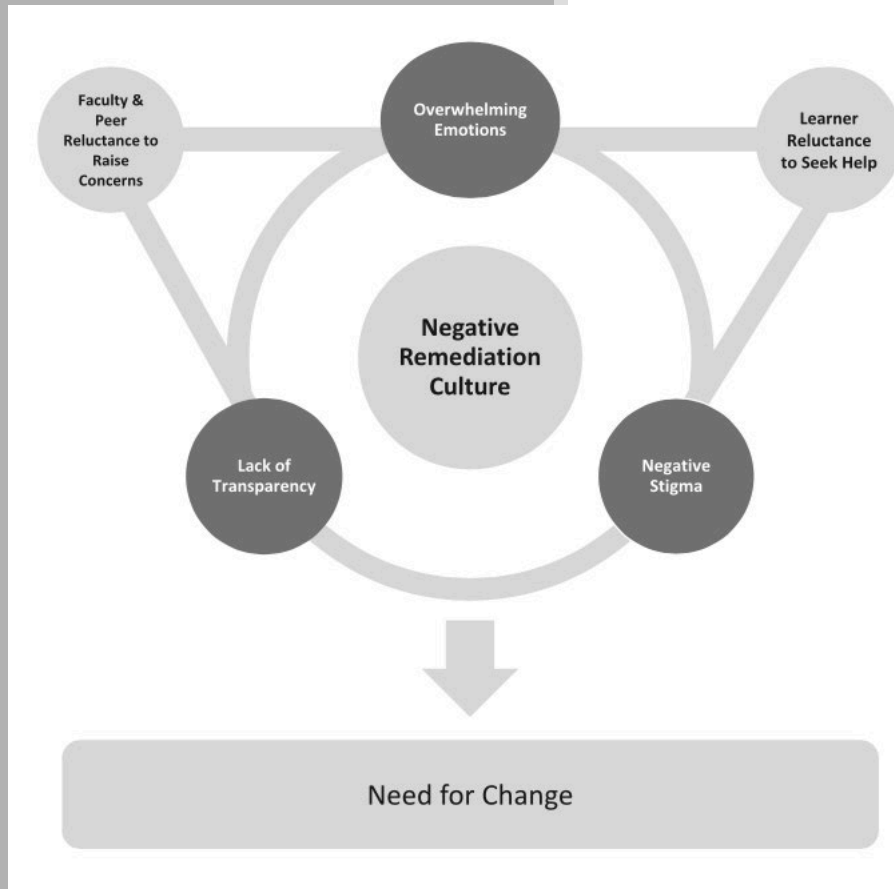 Faculty &
Peer
Reluctance to
Raise
Concerns
Overwhelming
Emotions
Learner
Reluctance
to Seek Help
Negative
Remediation
Culture
Lack of
Transparency
Negative
Stigma
Need for Change